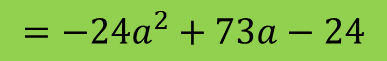 = −24a² + 73a − 24